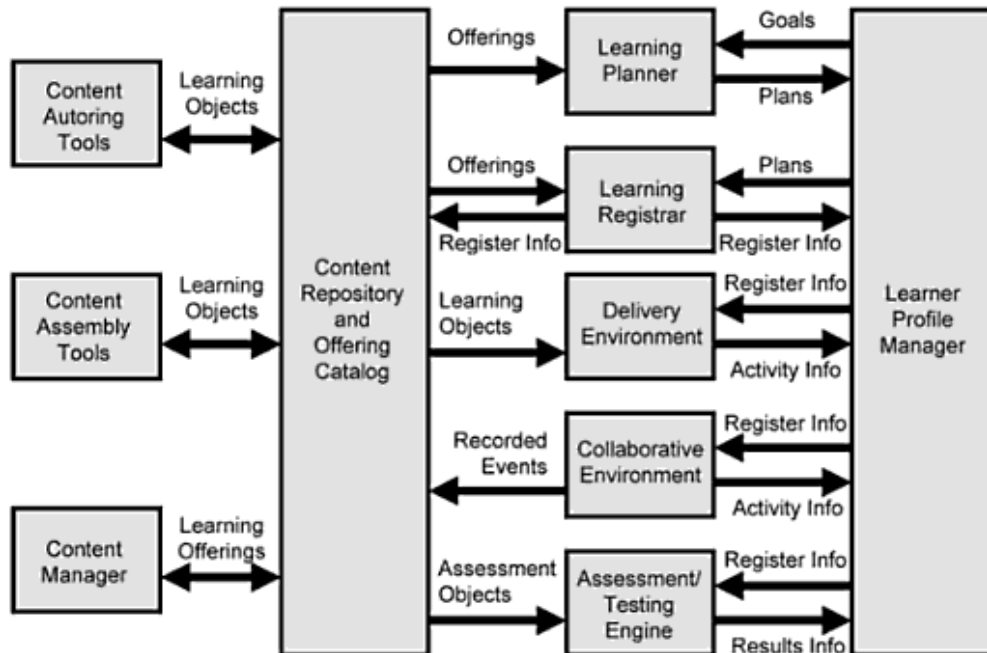 Content
Autoring
Tools
Learning
Objects
Content
Assembly
Tools
Learning
Objects
Content
Manager
Learning
Offerings
Content
Repository
and
Offering
Catalog
Offerings
Learning
Planner
Goals
Plans
Offerings
Register Info
Learning
Registrar
Plans
Register Info
Learning
Objects
Delivery
Environment
Register Info
Activity Info
Recorded
Events
Collaborative
Environment
Register Info
Activity Info
Assessment
Objects
Assessment/
Testing
Engine
Register Info
Results Info
Learner
Profile
Manager